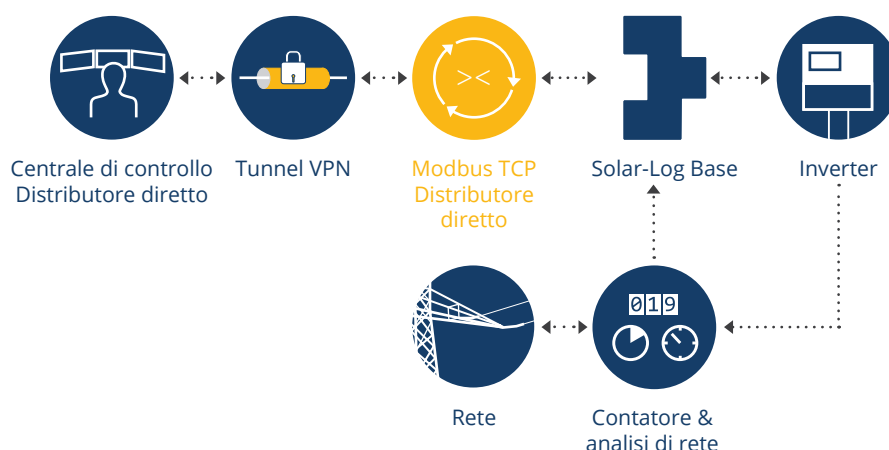 Centrale di controllo
Distributore diretto
Tunnel VPN
Modbus TCP
Distributore
diretto
Solar-Log Base
Inverter
><
019
Rete
Contatore &
analisi di rete